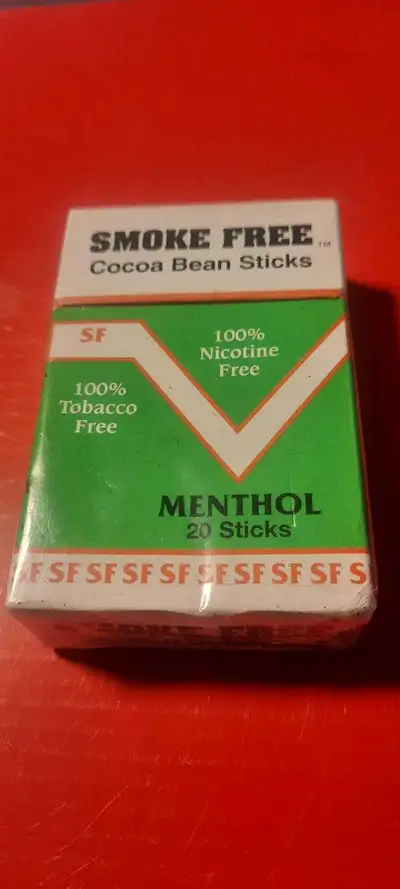 SMOKE FREE™
Cocoa Bean Sticks
SF
100%
Nicotine
Free
100%
Tobacco
Free
MENTHOL
20 Sticks
SF SF SF SF SF SF SF SF SF S